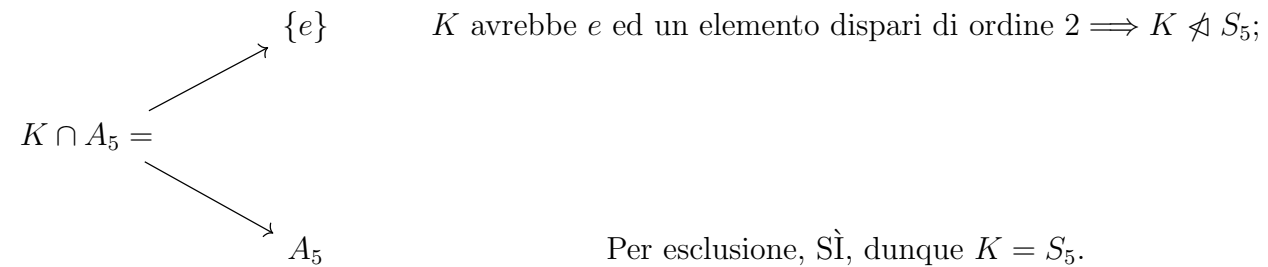 {e} K avrebbe e ed un elemento dispari di ordine 2 ⟹ K ⋪ S₅;
K ∩ A₅ =
A₅ Per esclusione, SÌ, dunque K = S₅.